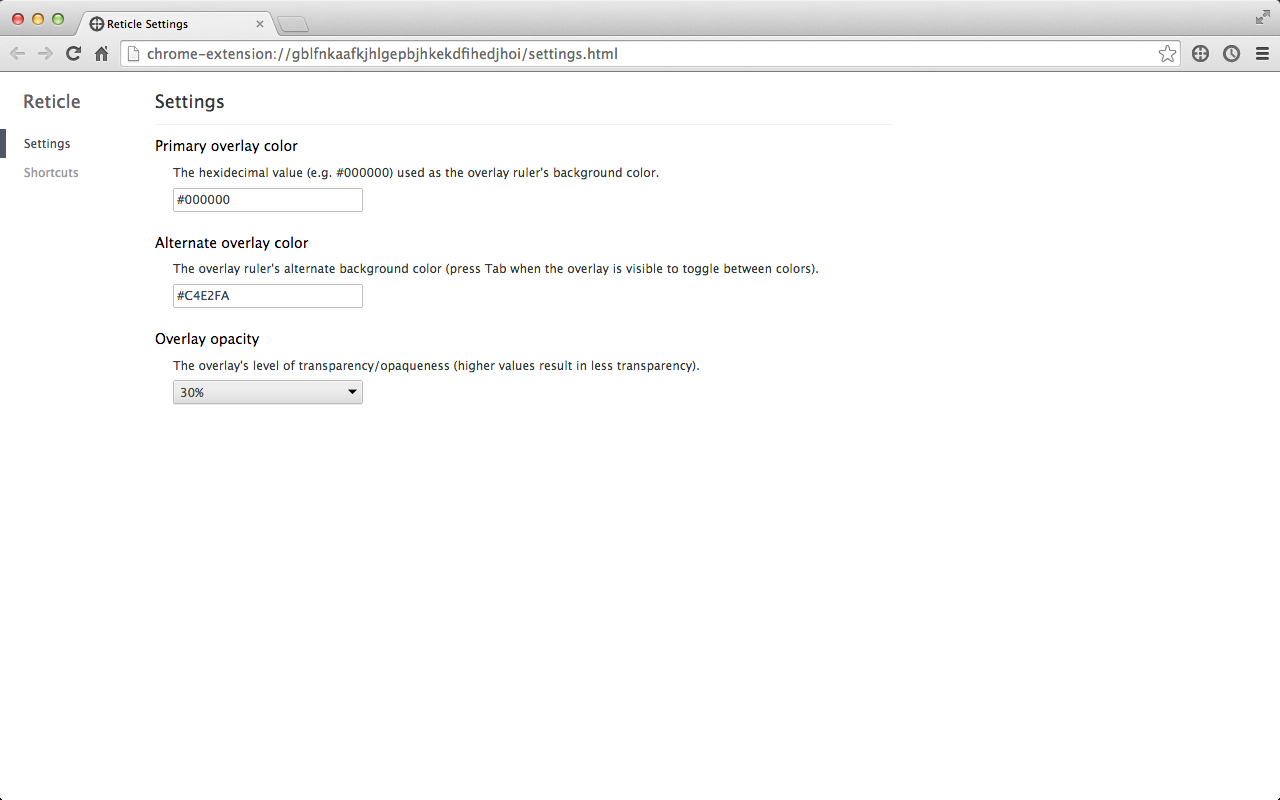 Reticle Settings
chrome-extension://gblfnkaafkjhlgepbjhkekdfihedjhoi/settings.html
Reticle
Settings
Shortcuts
Settings
Primary overlay color
The hexidecimal value (e.g. #000000) used as the overlay ruler's background color.
#000000
Alternate overlay color
The overlay ruler's alternate background color (press Tab when the overlay is visible to toggle between colors).
#C4E2FA
Overlay opacity
The overlay's level of transparency/opaqueness (higher values result in less transparency).
30%